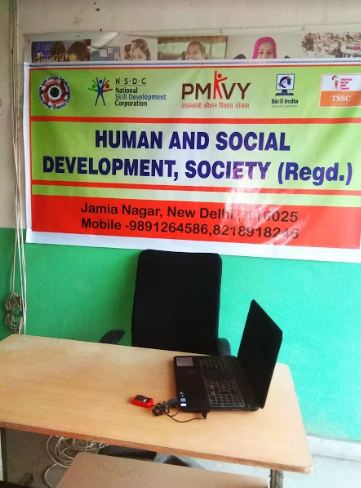 N·S·D·C
National
Skill Development
Corporation
PMKVY
प्रधानमंत्री कौशल विकास योजना
Skill India
TSSC
HUMAN AND SOCIAL
DEVELOPMENT, SOCIETY (Regd.)
Jamia Nagar, New Delhi
Mobile -9891264586,8218918246